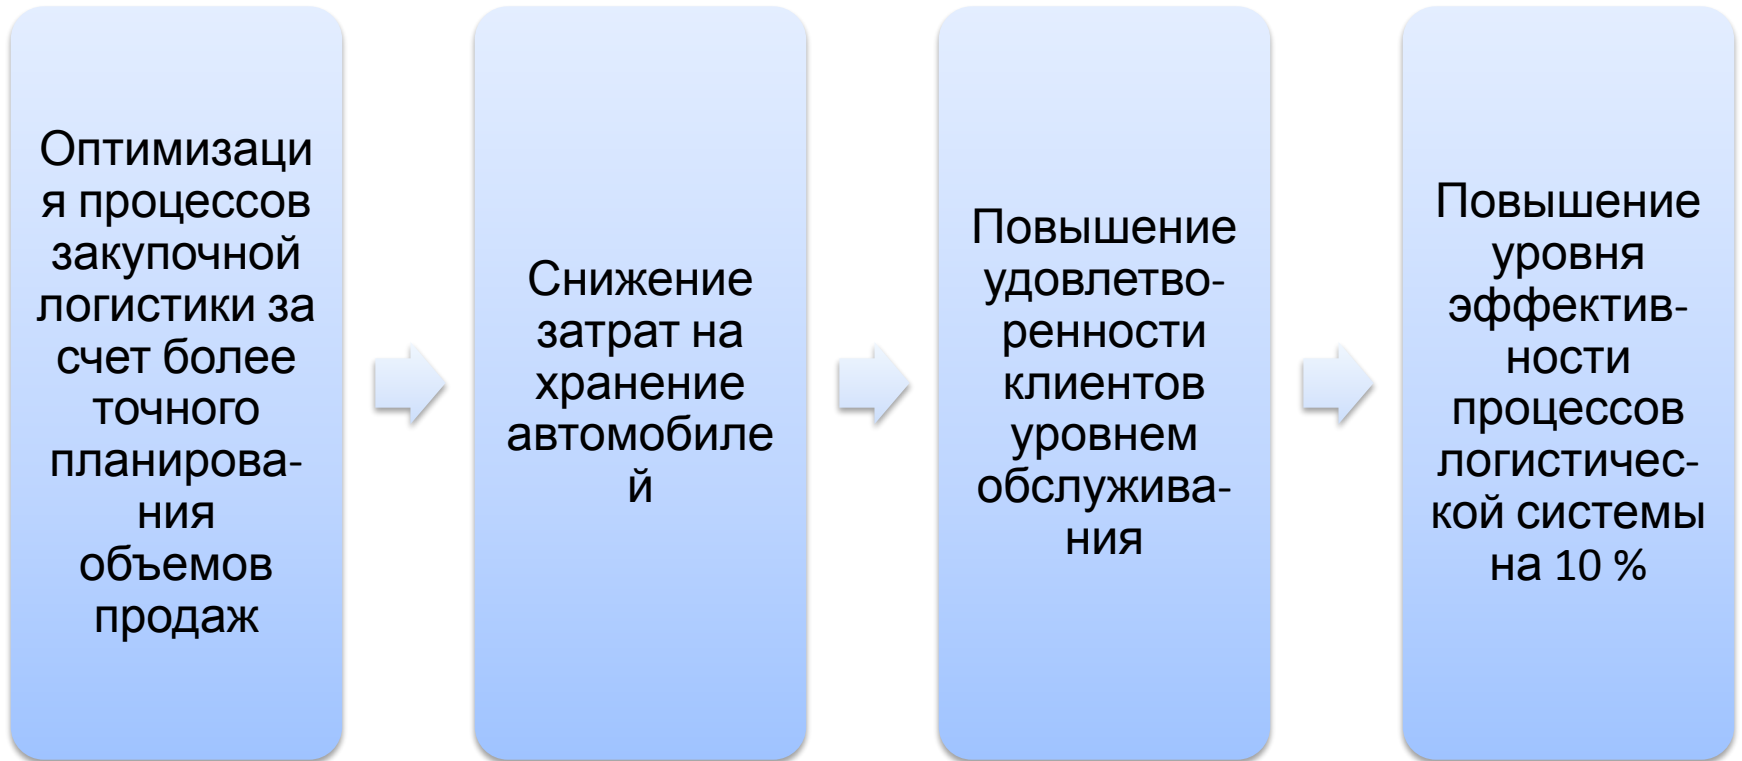 Оптимизаци
я процессов
закупочной
логистики за
счет более
точного
планирова-
ния
объемов
продаж
Снижение
затрат на
хранение
автомобиле
й
Повышение
удовлетво-
ренности
клиентов
уровнем
обслужива-
ния
Повышение
уровня
эффектив-
ности
процессов
логистичес-
кой системы
на 10 %